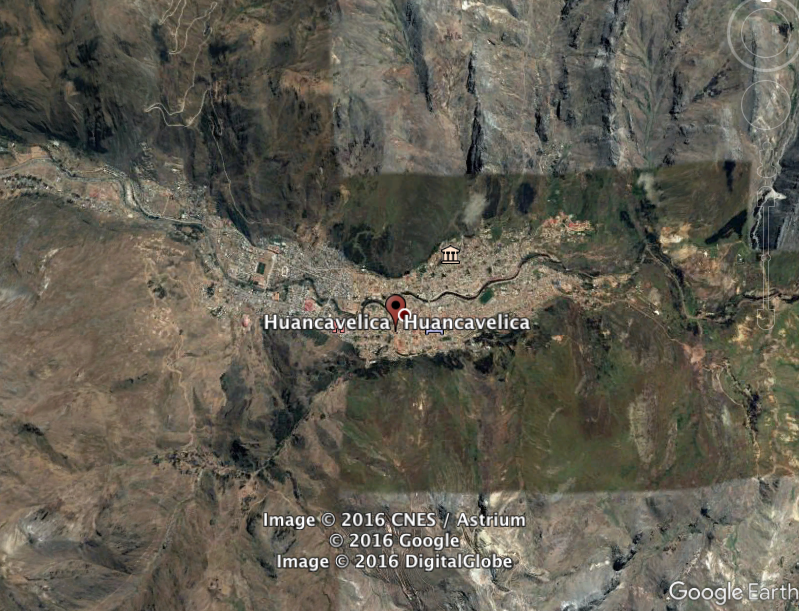 Huancavelica Huancavelica
Image © 2016 CNES / Astrium
© 2016 Google
Image © 2016 DigitalGlobe
Google Earth